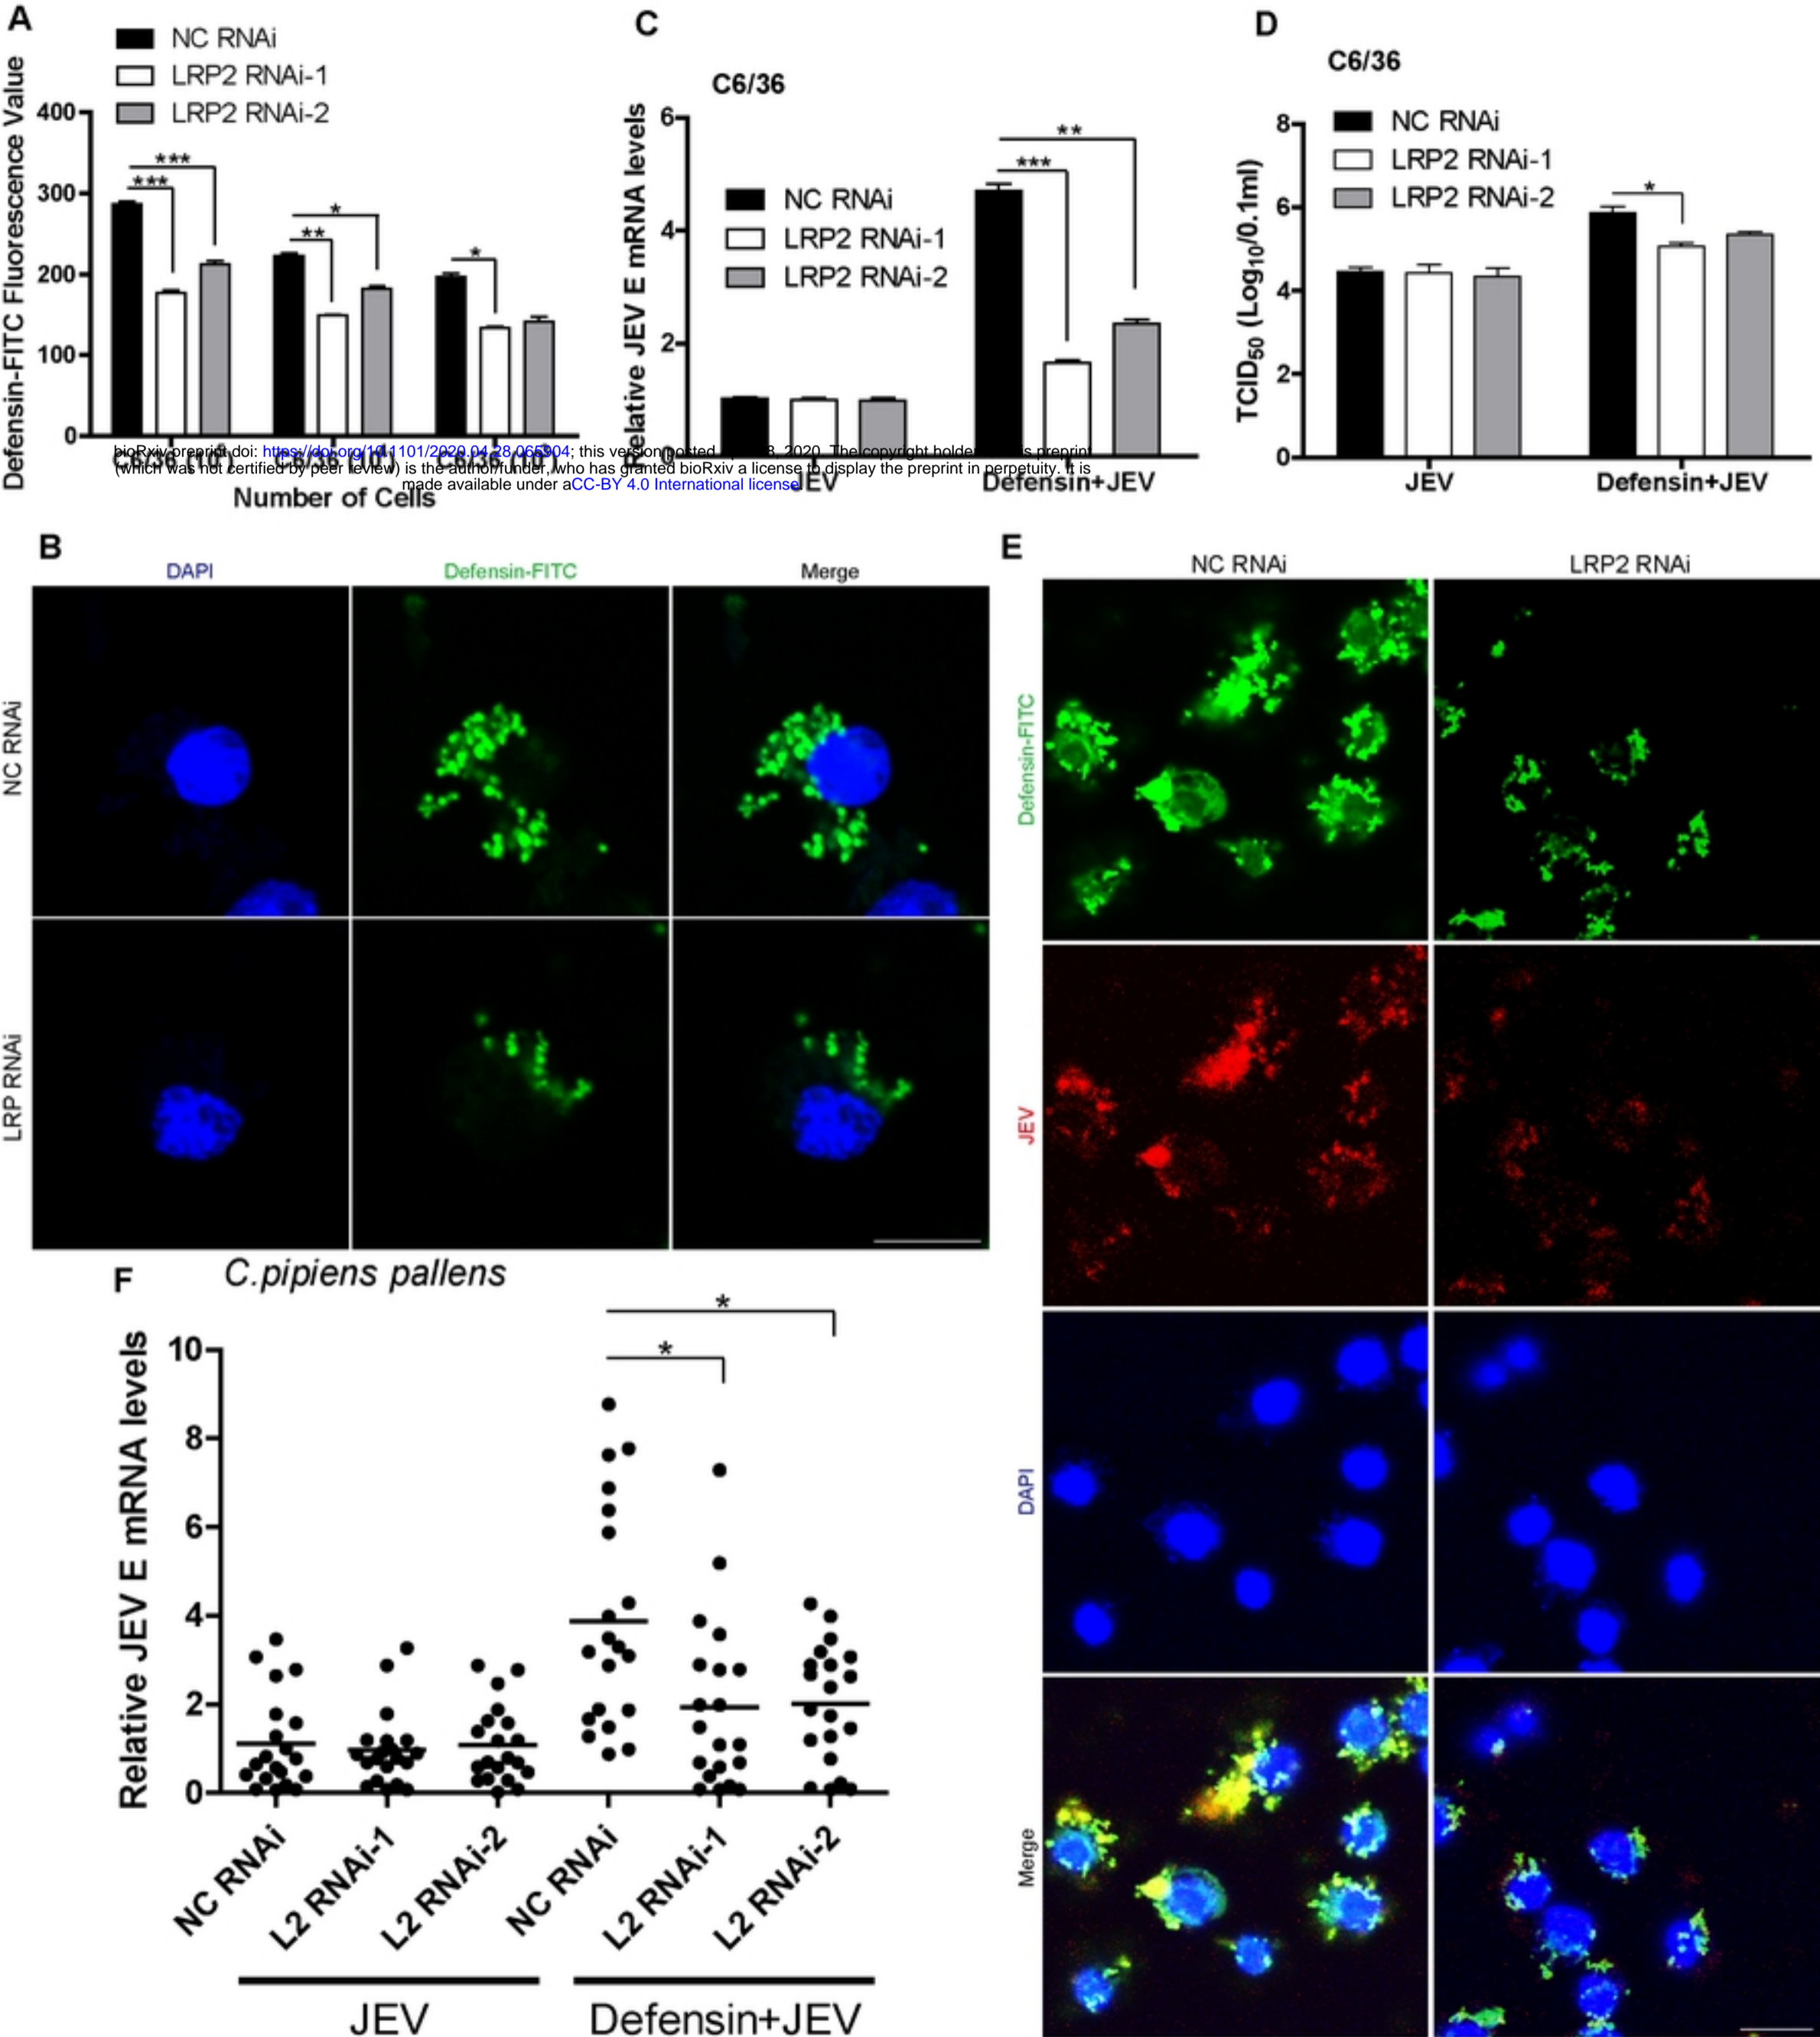 A
NC RNAi
LRP2 RNAi-1
LRP2 RNAi-2
Defensin-FITC Fluorescence Value
400
300
200
100
0
***
***
**
*
*
Number of Cells
C
C6/36
Relative JEV E mRNA levels
6
4
2
0
NC RNAi
LRP2 RNAi-1
LRP2 RNAi-2
***
**
JEV
Defensin+JEV
D
C6/36
TCID50 (Log10/0.1ml)
8
6
4
2
0
NC RNAi
LRP2 RNAi-1
LRP2 RNAi-2
*
JEV
Defensin+JEV
bioRxiv preprint doi: https://doi.org/10.1101/2020.04.28.065904; this version posted 2020. The copyright holder preprint
(which was not certified by peer review) is the author/funder, who has granted bioRxiv a license to display the preprint in perpetuity. It is
made available under aCC-BY 4.0 International license
B
DAPI
Defensin-FITC
Merge
NC RNAi
LRP RNAi
E
NC RNAi
LRP2 RNAi
Defensin-FITC
JEV
DAPI
Merge
F
C.pipiens pallens
Relative JEV E mRNA levels
10
8
6
4
2
0
*
*
NC RNAi
L2 RNAi-1
L2 RNAi-2
NC RNAi
L2 RNAi-1
L2 RNAi-2
JEV
Defensin+JEV